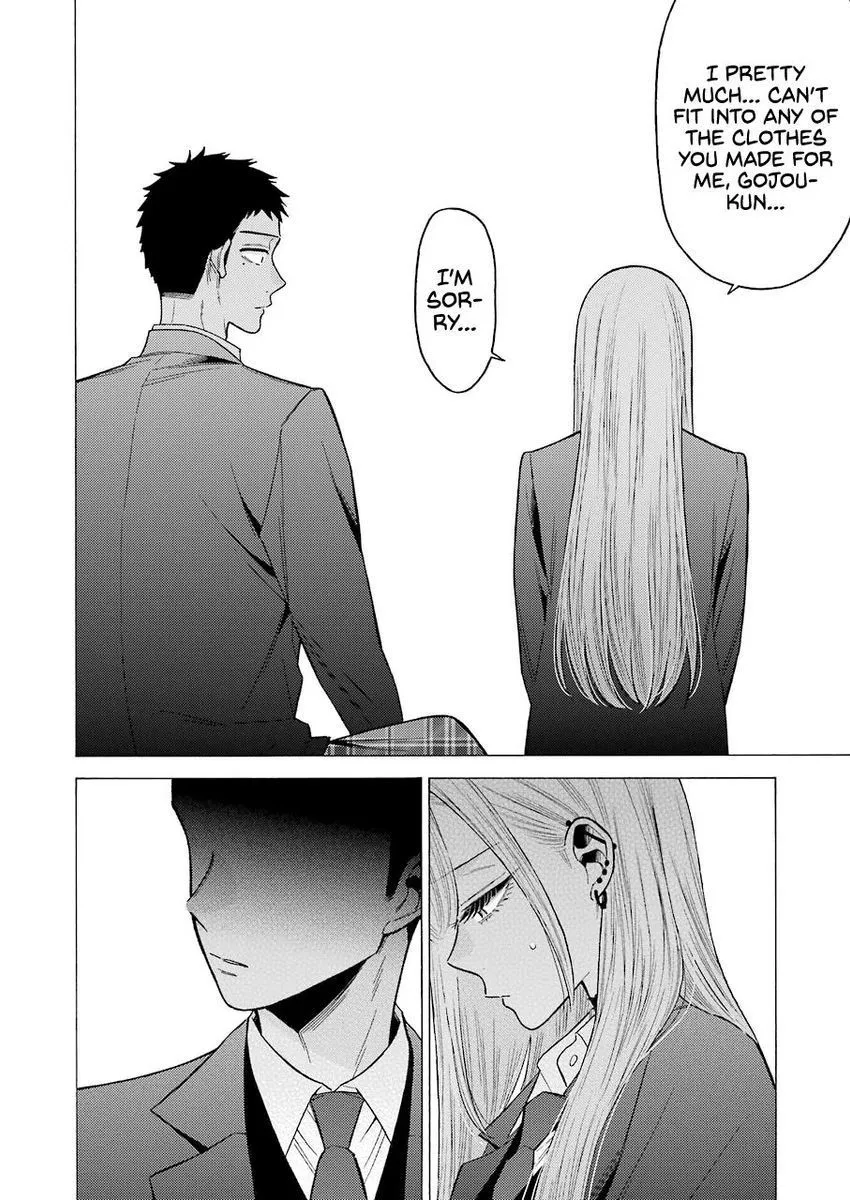 I PRETTY
MUCH... CAN'T
FIT INTO ANY OF
THE CLOTHES
YOU MADE FOR
ME, GOJOU-
KUN...
I'M
SOR-
RY...